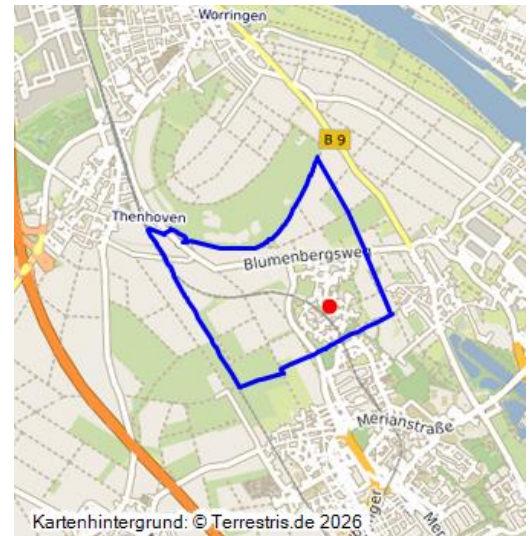 Worringen
B 9
Thenhoven
Blumenbergsweg
Merianstraße
Kartenhintergrund: © Terrestris.de 2026